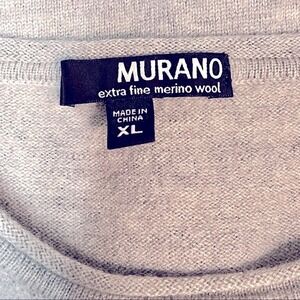 MURANO
extra fine merino wool
MADE IN
CHINA
XL